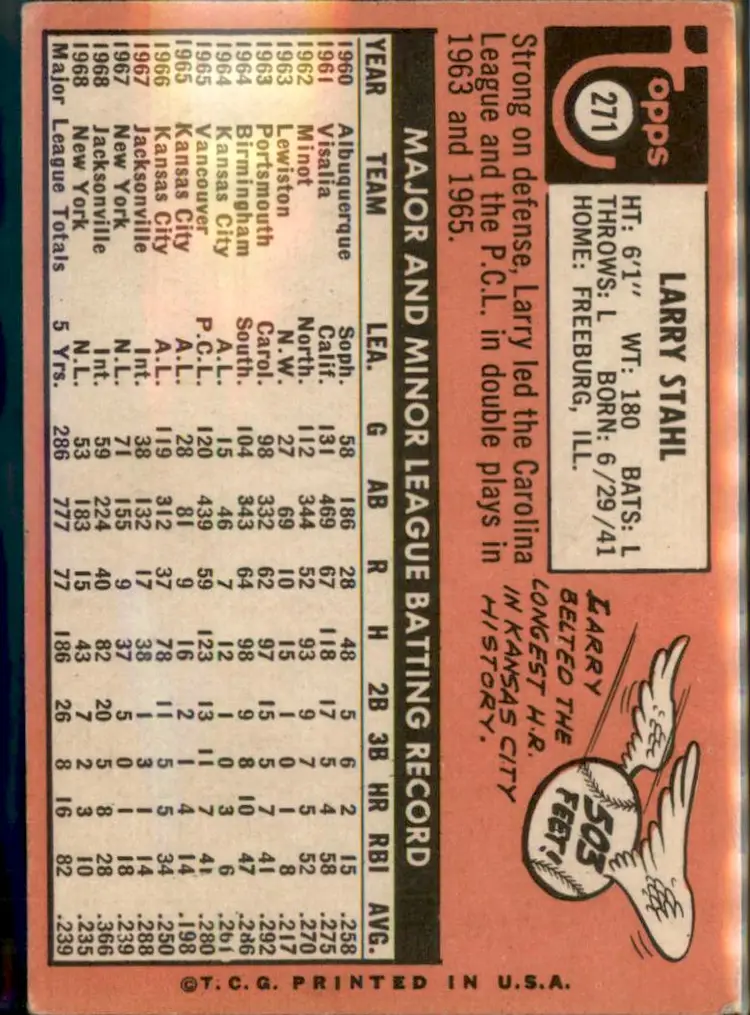 Topps
271
LARRY STAHL
HT: 6'1" WT: 180 BATS: L
THROWS: L BORN: 6/29/41
HOME: FREEBURG, ILL.
Strong on defense, Larry led the Carolina
League and the P.C.L. in double plays in
1963 and 1965.
LARRY
BELTED THE
LONGEST H.R.
IN KANSAS CITY
HISTORY.
503
FEET!
MAJOR AND MINOR LEAGUE BATTING RECORD
YEAR TEAM LEA. G AB R H 2B 3B HR RBI AVG.
1960 Albuquerque Soph. 58 186 28 48 5 6 2 15 .258
1961 Visalia Calif. 131 469 67 118 17 5 4 58 .275
1962 Minot North. 112 344 52 93 9 7 5 52 .270
1963 Lewiston N.W. 27 69 10 15 1 0 1 8 .217
1963 Portsmouth Carol. 98 332 62 97 15 5 7 41 .292
1964 Birmingham South. 104 343 64 98 9 8 10 47 .286
1964 Kansas City A.L. 15 46 7 12 1 0 3 6 .261
1965 Vancouver P.C.L. 120 439 59 123 13 11 7 41 .280
1965 Kansas City A.L. 28 81 9 16 2 1 4 14 .198
1966 Kansas City A.L. 119 312 37 78 11 5 5 34 .250
1967 Jacksonville Int. 38 132 17 38 1 3 1 14 .288
1967 New York N.L. 71 155 9 37 5 0 1 18 .239
1968 Jacksonville Int. 59 224 40 82 20 5 8 28 .366
1968 New York N.L. 53 183 15 43 7 2 3 10 .235
Major League Totals 5 Yrs. 286 777 77 186 26 8 16 82 .239
©T.C.G. PRINTED IN U.S.A.